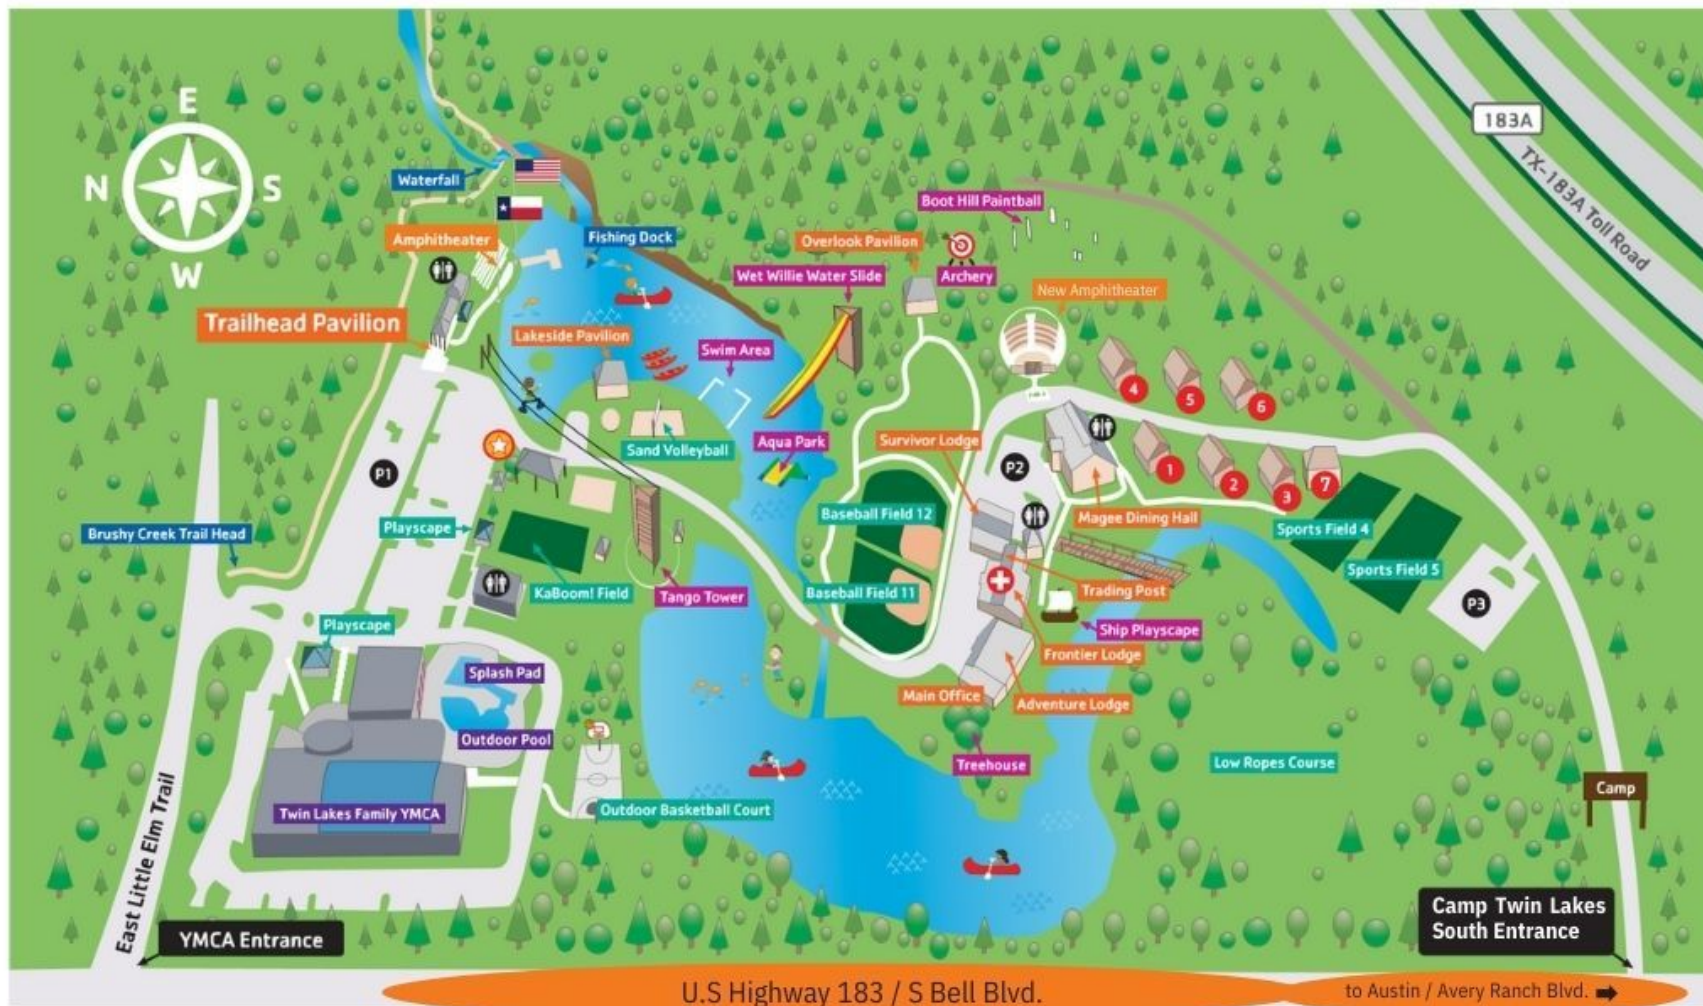 E
N
S
W
183A
TX-183A Toll Road
Waterfall
Boot Hill Paintball
Amphitheater
Fishing Dock
Overlook Pavilion
Archery
Wet Willie Water Slide
New Amphitheater
Trailhead Pavilion
Lakeside Pavilion
Swim Area
4
5
6
Sand Volleyball
Aqua Park
Survivor Lodge
P1
P2
1
2
3
7
Baseball Field 12
Magee Dining Hall
Sports Field 4
Playscape
Brushy Creek Trail Head
Sports Field 5
KaBoom! Field
Tango Tower
Baseball Field 11
Trading Post
P3
Playscape
Ship Playscape
Frontier Lodge
Splash Pad
Main Office
Adventure Lodge
Outdoor Pool
Treehouse
Low Ropes Course
Camp
Twin Lakes Family YMCA
Outdoor Basketball Court
East Little Elm Trail
YMCA Entrance
Camp Twin Lakes
South Entrance
U.S Highway 183 / S Bell Blvd.
to Austin / Avery Ranch Blvd.